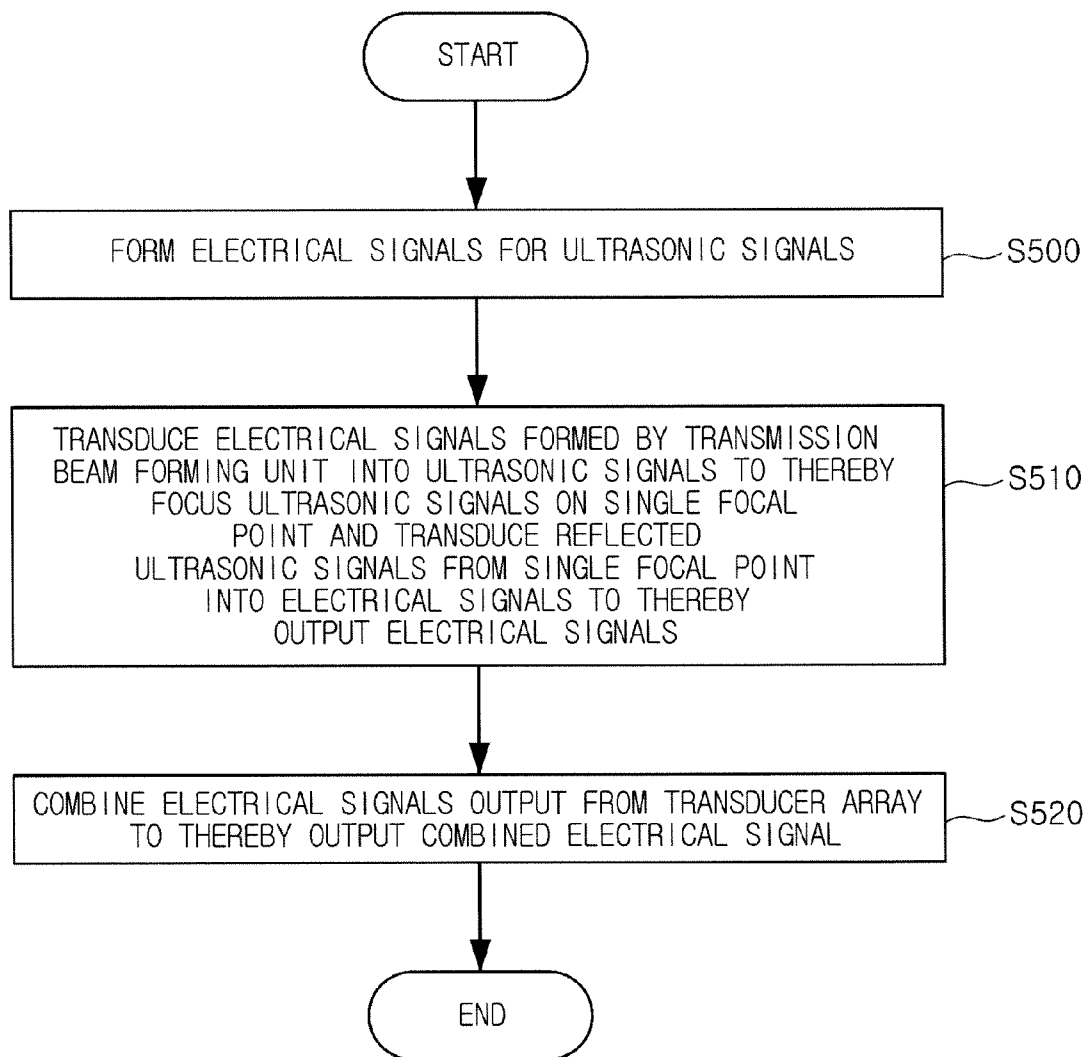 START
FORM ELECTRICAL SIGNALS FOR ULTRASONIC SIGNALS
S500
TRANSDUCE ELECTRICAL SIGNALS FORMED BY TRANSMISSION
BEAM FORMING UNIT INTO ULTRASONIC SIGNALS TO THEREBY
FOCUS ULTRASONIC SIGNALS ON SINGLE FOCAL
POINT AND TRANSDUCE REFLECTED
ULTRASONIC SIGNALS FROM SINGLE FOCAL POINT
INTO ELECTRICAL SIGNALS TO THEREBY
OUTPUT ELECTRICAL SIGNALS
S510
COMBINE ELECTRICAL SIGNALS OUTPUT FROM TRANSDUCER ARRAY
TO THEREBY OUTPUT COMBINED ELECTRICAL SIGNAL
S520
END